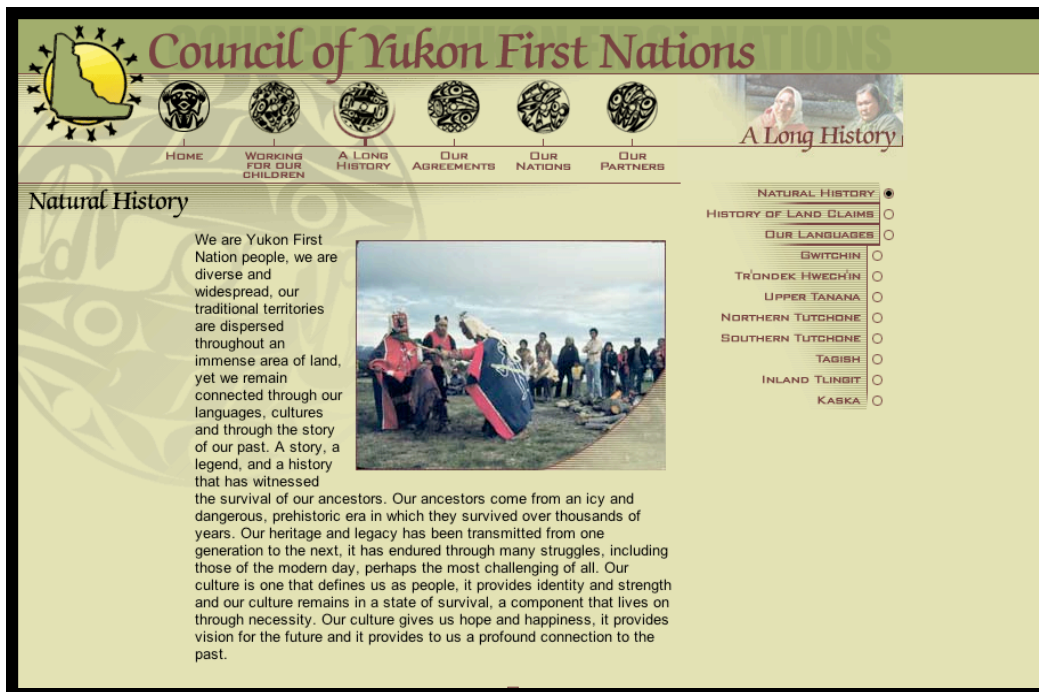 Council of Yukon First Nations
HOME
WORKING
FOR OUR
CHILDREN
A LONG
HISTORY
OUR
AGREEMENTS
OUR
NATIONS
OUR
PARTNERS
A Long History
Natural History
NATURAL HISTORY
HISTORY OF LAND CLAIMS
OUR LANGUAGES
GWITCHIN
TR'ONDEK HWECH'IN
UPPER TANANA
NORTHERN TUTCHONE
SOUTHERN TUTCHONE
TAGISH
INLAND TLINGIT
KASKA
We are Yukon First
Nation people, we are
diverse and
widespread, our
traditional territories
are dispersed
throughout an
immense area of land,
yet we remain
connected through our
languages, cultures
and through the story
of our past. A story, a
legend, and a history
that has witnessed
the survival of our ancestors. Our ancestors come from an icy and
dangerous, prehistoric era in which they survived over thousands of
years. Our heritage and legacy has been transmitted from one
generation to the next, it has endured through many struggles, including
those of the modern day, perhaps the most challenging of all. Our
culture is one that defines us as people, it provides identity and strength
and our culture remains in a state of survival, a component that lives on
through necessity. Our culture gives us hope and happiness, it provides
vision for the future and it provides to us a profound connection to the
past.